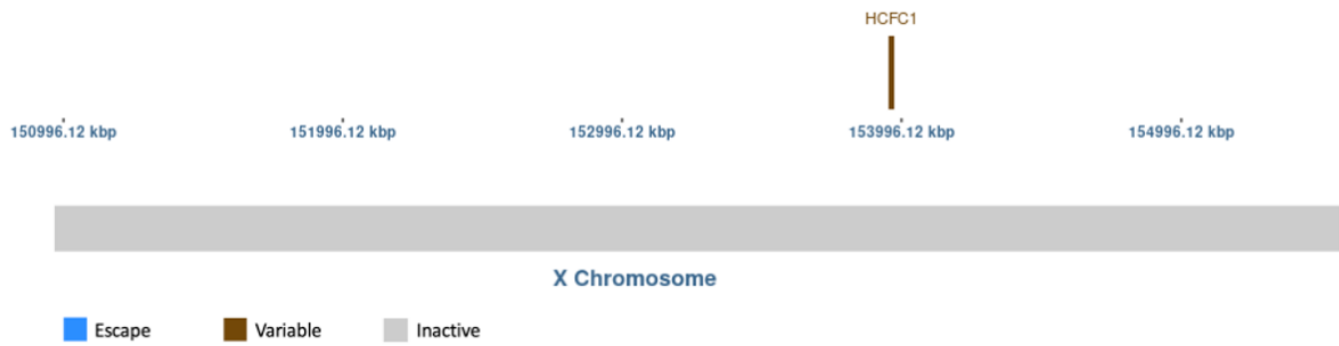 HCFC1
150996.12 kbp 151996.12 kbp 152996.12 kbp 153996.12 kbp 154996.12 kbp
X Chromosome
Escape Variable Inactive